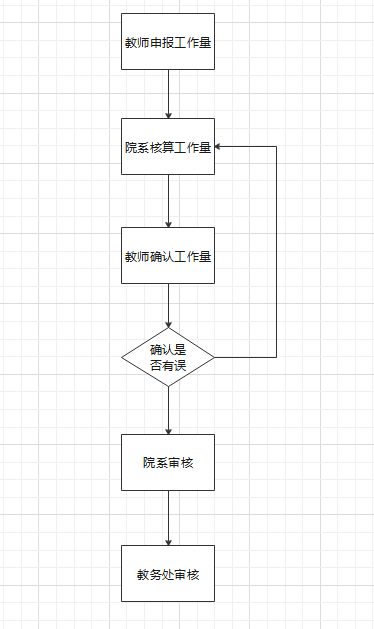 教师申报工作量
院系核算工作量
教师确认工作量
确认是
否有误
院系审核
教务处审核